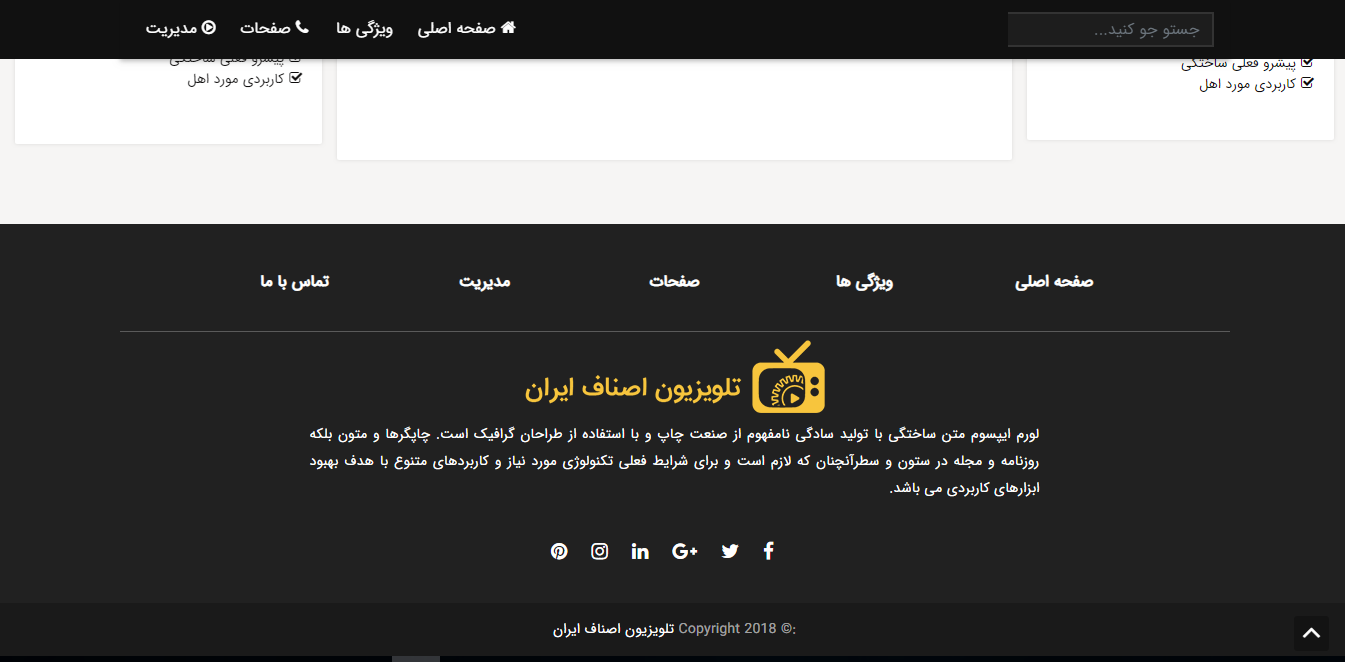 جستو جو کنید...
صفحه اصلی ویژگی ها صفحات مدیریت
پیشرو فعلی ساختگی
کاربردی مورد اهل
پیشرو فعلی ساختگی
کاربردی مورد اهل
صفحه اصلی ویژگی ها صفحات مدیریت تماس با ما
تلویزیون اصناف ایران
لورم ایپسوم متن ساختگی با تولید سادگی نامفهوم از صنعت چاپ و با استفاده از طراحان گرافیک است. چاپگرها و متون بلکه
روزنامه و مجله در ستون و سطرآنچنان که لازم است و برای شرایط فعلی تکنولوژی مورد نیاز و کاربردهای متنوع با هدف بهبود
ابزارهای کاربردی می باشد.
:© Copyright 2018 تلویزیون اصناف ایران